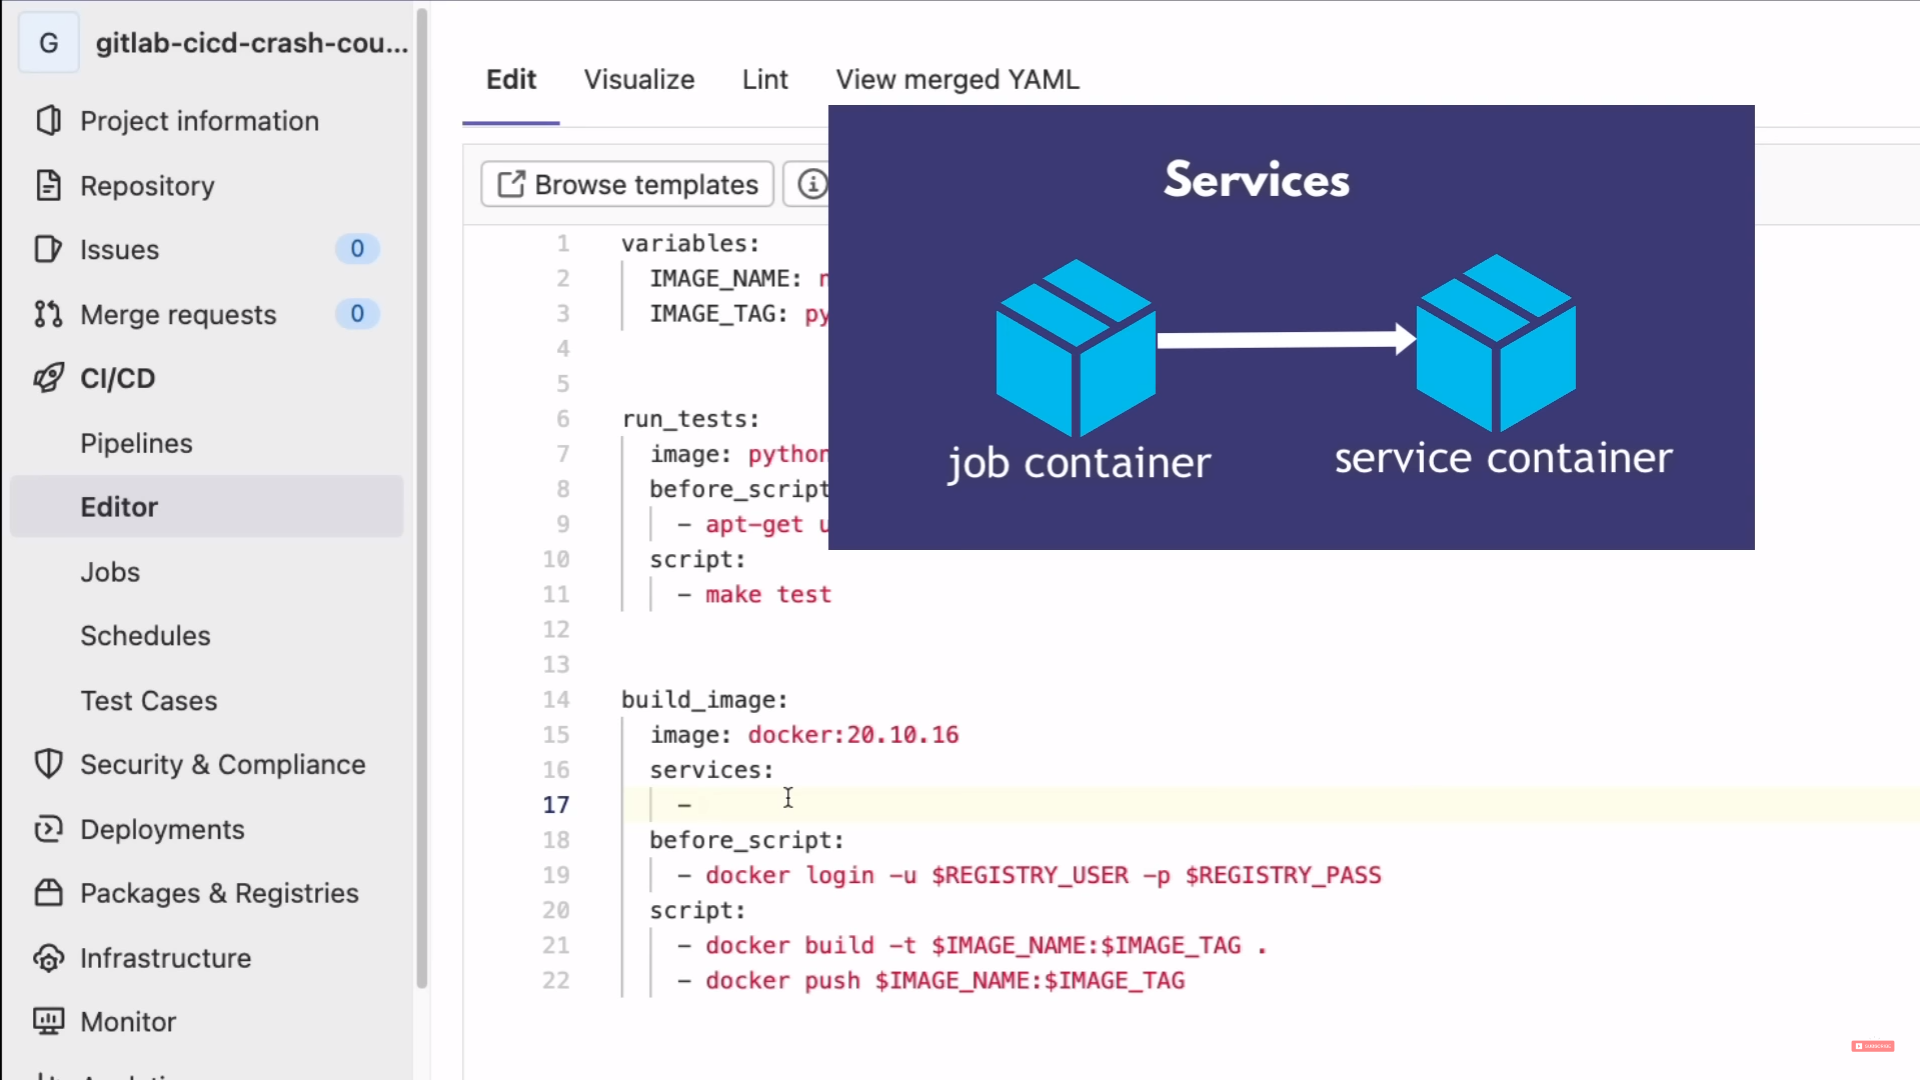 G gitlab-cicd-crash-cou...
Project information
Repository
Issues 0
Merge requests 0
CI/CD
Pipelines
Editor
Jobs
Schedules
Test Cases
Security & Compliance
Deployments
Packages & Registries
Infrastructure
Monitor
Edit Visualize Lint View merged YAML
Browse templates
Services
job container
service container
1 variables:
2 IMAGE_NAME: n
3 IMAGE_TAG: py
4
5
6 run_tests:
7 image: python
8 before_script
9 - apt-get u
10 script:
11 - make test
12
13
14 build_image:
15 image: docker:20.10.16
16 services:
17 -
18 before_script:
19 - docker login -u $REGISTRY_USER -p $REGISTRY_PASS
20 script:
21 - docker build -t $IMAGE_NAME:$IMAGE_TAG .
22 - docker push $IMAGE_NAME:$IMAGE_TAG
SUBSCRIBE